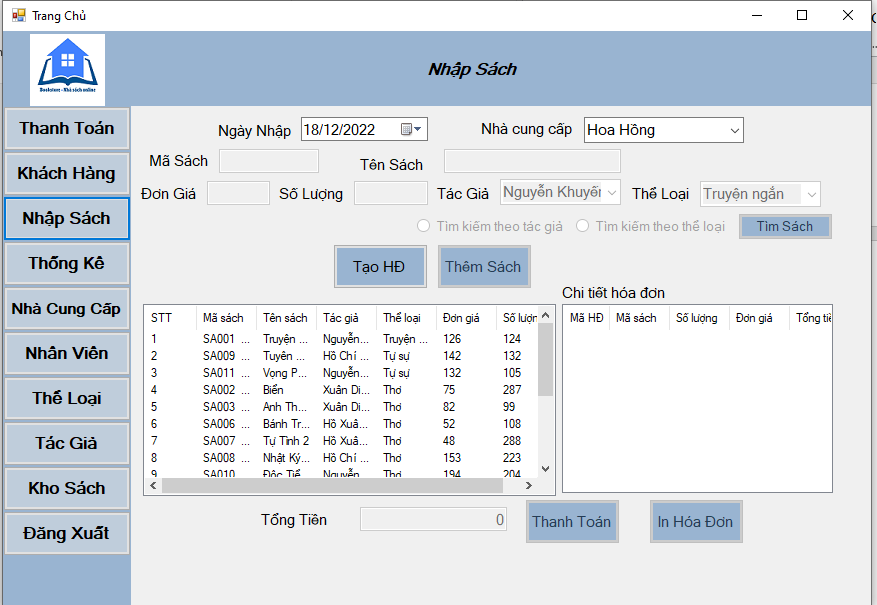 Trang Chủ
Bookstore - Nhà sách online
Nhập Sách
Thanh Toán
Khách Hàng
Nhập Sách
Thống Kê
Nhà Cung Cấp
Nhân Viên
Thể Loại
Tác Giả
Kho Sách
Đăng Xuất
Ngày Nhập 18/12/2022 Nhà cung cấp Hoa Hồng
Mã Sách Tên Sách
Đơn Giá Số Lượng Tác Giả Nguyễn Khuyến Thể Loại Truyện ngắn
Tìm kiếm theo tác giả Tìm kiếm theo thể loại Tìm Sách
Tạo HĐ Thêm Sách
STT Mã sách Tên sách Tác giả Thể loại Đơn giá Số lượn
1 SA001 ... Truyện ... Nguyễn... Truyện ... 126 124
2 SA009 ... Tuyên ... Hồ Chí ... Tự sự 142 132
3 SA011 ... Vọng P... Nguyễn... Tự sự 132 105
4 SA002 ... Biển Xuân Di... Thơ 75 287
5 SA003 ... Anh Th... Xuân Di... Thơ 82 99
6 SA006 ... Bánh Tr... Hồ Xuâ... Thơ 52 108
7 SA007 ... Tự Tình 2 Hồ Xuâ... Thơ 48 288
8 SA008 ... Nhật Ký... Hồ Chí ... Thơ 153 223
9 SA010 Độc Tiể Nguyễn Thơ 194 204
Chi tiết hóa đơn
Mã HĐ Mã sách Số lượng Đơn giá Tổng tiề
Tổng Tiền 0 Thanh Toán In Hóa Đơn